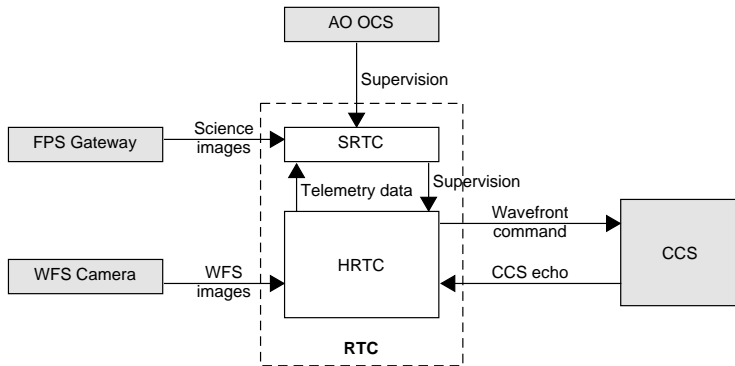 AO OCS
Supervision
FPS Gateway
Science
images
SRTC
Telemetry data
Supervision
Wavefront
command
WFS Camera
WFS
images
HRTC
CCS echo
CCS
RTC